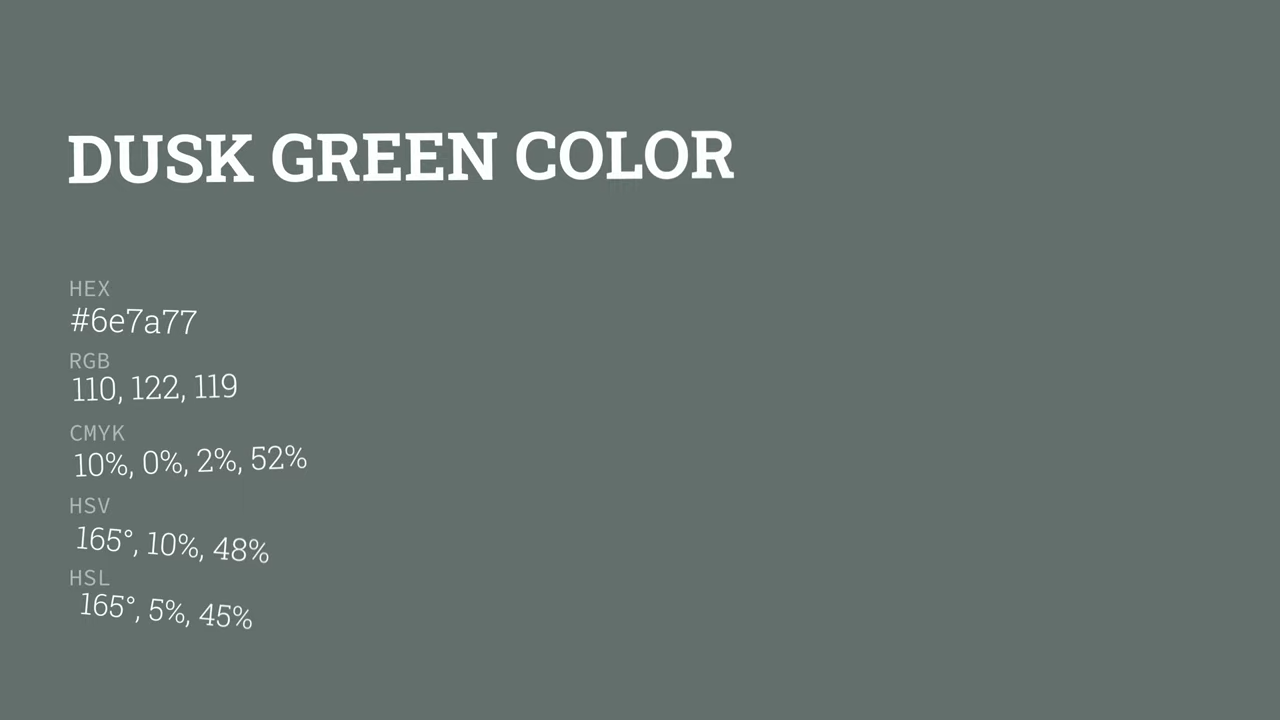 DUSK GREEN COLOR
HEX
#6e7a77
RGB
110, 122, 119
CMYK
10%, 0%, 2%, 52%
HSV
165°, 10%, 48%
HSL
165°, 5%, 45%